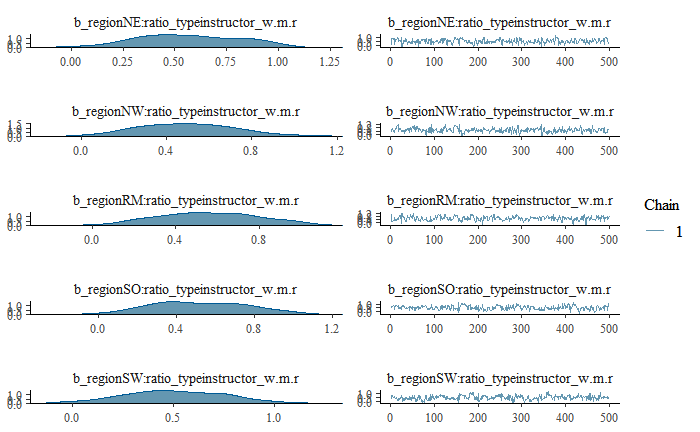 b_regionNE:ratio_typeinstructor_w.m.r b_regionNE:ratio_typeinstructor_w.m.r
0.00 0.25 0.50 0.75 1.00 1.25 0 100 200 300 400 500
b_regionNW:ratio_typeinstructor_w.m.r b_regionNW:ratio_typeinstructor_w.m.r
0.0 0.4 0.8 1.2 0 100 200 300 400 500
b_regionRM:ratio_typeinstructor_w.m.r b_regionRM:ratio_typeinstructor_w.m.r
0.0 0.4 0.8 0 100 200 300 400 500
Chain
1
b_regionSO:ratio_typeinstructor_w.m.r b_regionSO:ratio_typeinstructor_w.m.r
0.0 0.4 0.8 1.2 0 100 200 300 400 500
b_regionSW:ratio_typeinstructor_w.m.r b_regionSW:ratio_typeinstructor_w.m.r
0.0 0.5 1.0 0 100 200 300 400 500